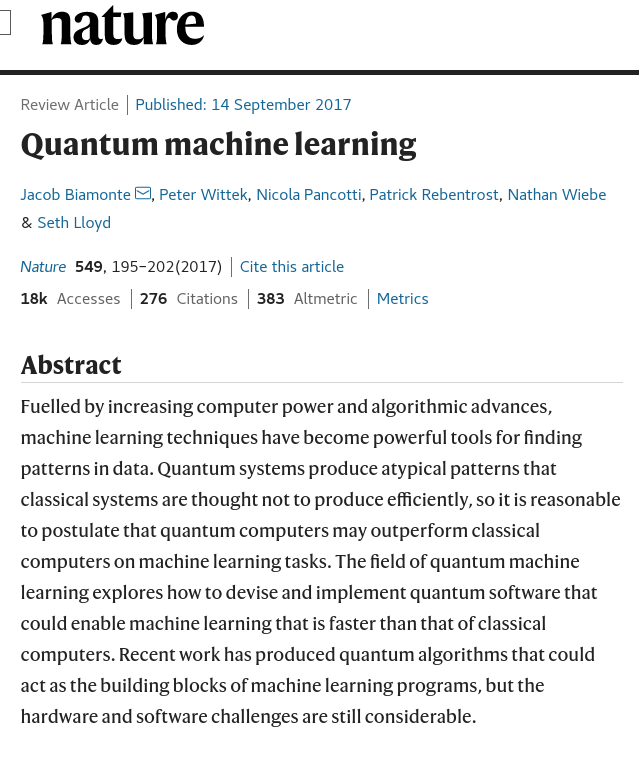 nature
Review Article | Published: 14 September 2017
Quantum machine learning
Jacob Biamonte, Peter Wittek, Nicola Pancotti, Patrick Rebentrost, Nathan Wiebe
& Seth Lloyd
Nature 549, 195–202(2017) | Cite this article
18k Accesses | 276 Citations | 383 Altmetric | Metrics
Abstract
Fuelled by increasing computer power and algorithmic advances,
machine learning techniques have become powerful tools for finding
patterns in data. Quantum systems produce atypical patterns that
classical systems are thought not to produce efficiently, so it is reasonable
to postulate that quantum computers may outperform classical
computers on machine learning tasks. The field of quantum machine
learning explores how to devise and implement quantum software that
could enable machine learning that is faster than that of classical
computers. Recent work has produced quantum algorithms that could
act as the building blocks of machine learning programs, but the
hardware and software challenges are still considerable.